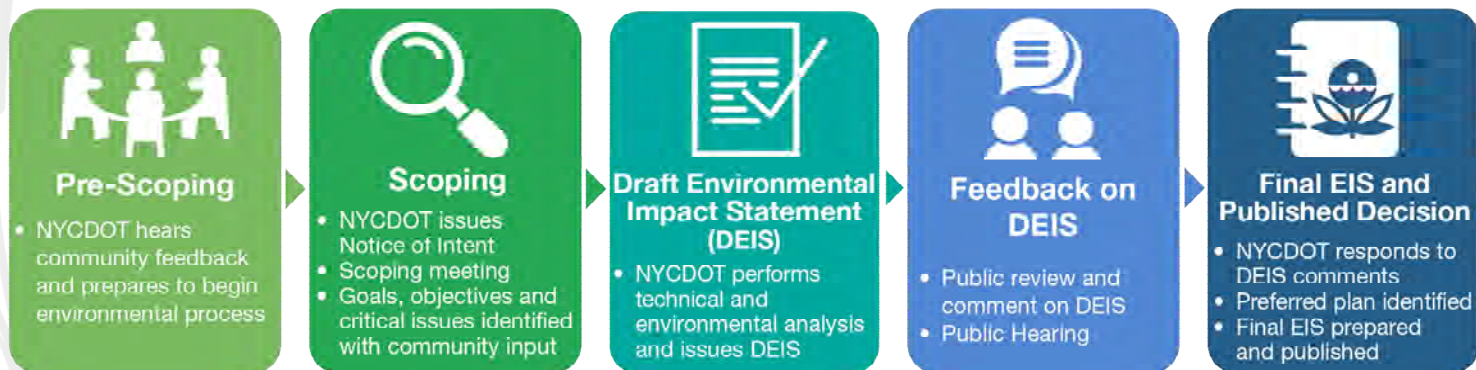 Pre-Scoping
• NYCDOT hears
community feedback
and prepares to begin
environmental process
Scoping
• NYCDOT issues
Notice of Intent
• Scoping meeting
• Goals, objectives and
critical issues identified
with community input
Draft Environmental
Impact Statement
(DEIS)
• NYCDOT performs
technical and
environmental analysis
and issues DEIS
Feedback on
DEIS
• Public review and
comment on DEIS
• Public Hearing
Final EIS and
Published Decision
• NYCDOT responds to
DEIS comments
• Preferred plan identified
• Final EIS prepared
and published